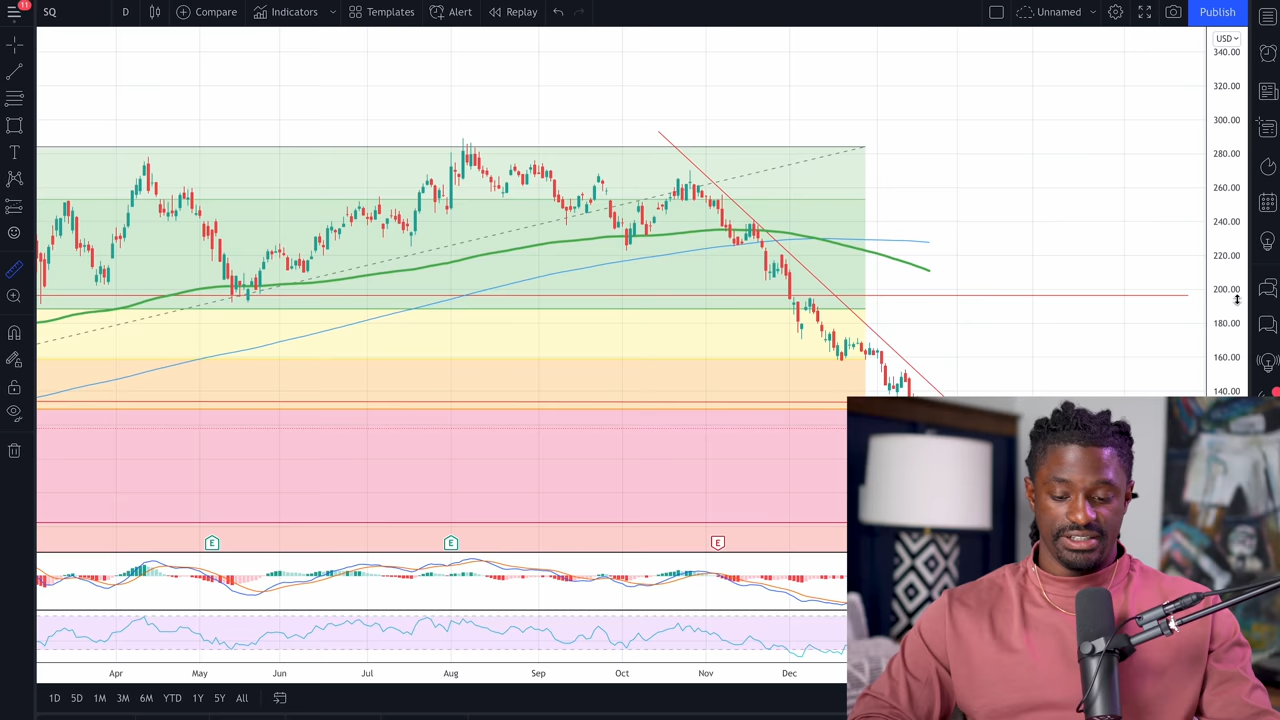 11
SQ D Compare Indicators Templates Alert Replay Unnamed Publish
USD
340.00
320.00
300.00
280.00
260.00
240.00
220.00
200.00
180.00
160.00
140.00
E E E
Apr May Jun Jul Aug Sep Oct Nov Dec
1D 5D 1M 3M 6M YTD 1Y 5Y All